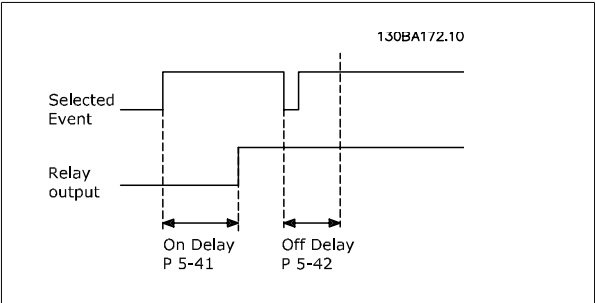 130BA172.10
Selected
Event
Relay
output
On Delay
P 5-41
Off Delay
P 5-42